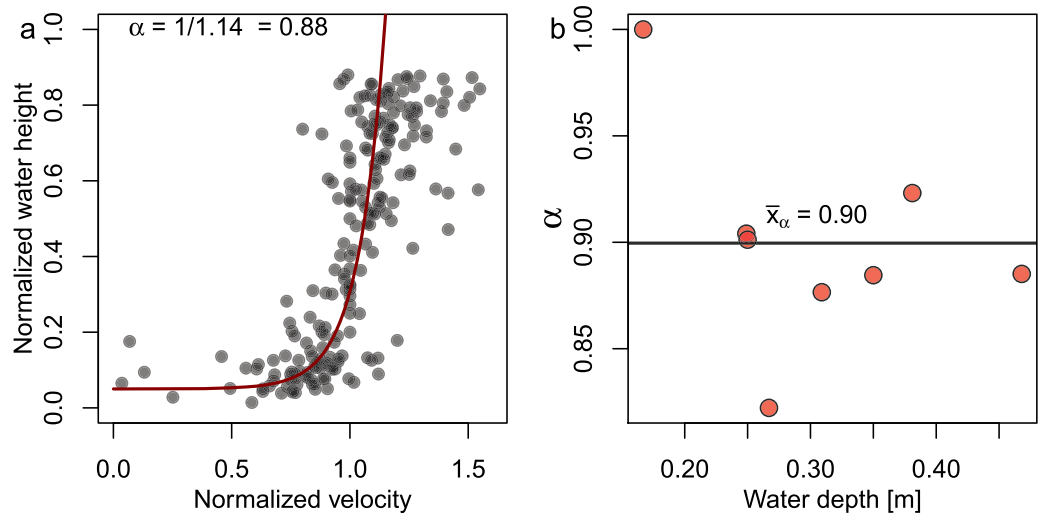 a
α = 1/1.14 = 0.88
Normalized water height
0.0
0.2
0.4
0.6
0.8
1.0
0.0 0.5 1.0 1.5
Normalized velocity
b
x̅α = 0.90
α
0.85
0.90
0.95
1.00
0.20 0.30 0.40
Water depth [m]